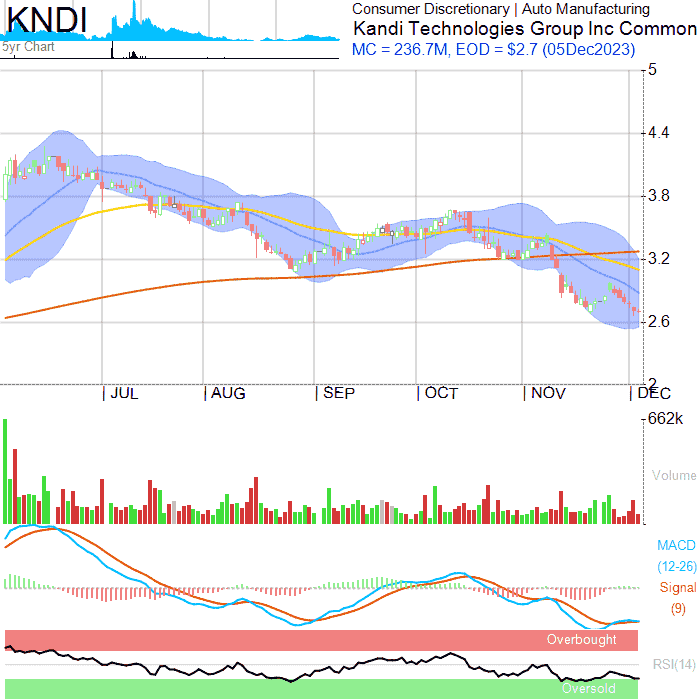 KNDI
5yr Chart
Consumer Discretionary | Auto Manufacturing
Kandi Technologies Group Inc Common
MC = 236.7M, EOD = $2.7 (05Dec2023)
5
4.4
3.8
3.2
2.6
2
JUL AUG SEP OCT NOV DEC
662k
Volume
MACD
(12-26)
Signal
(9)
Overbought
RSI(14)
Oversold